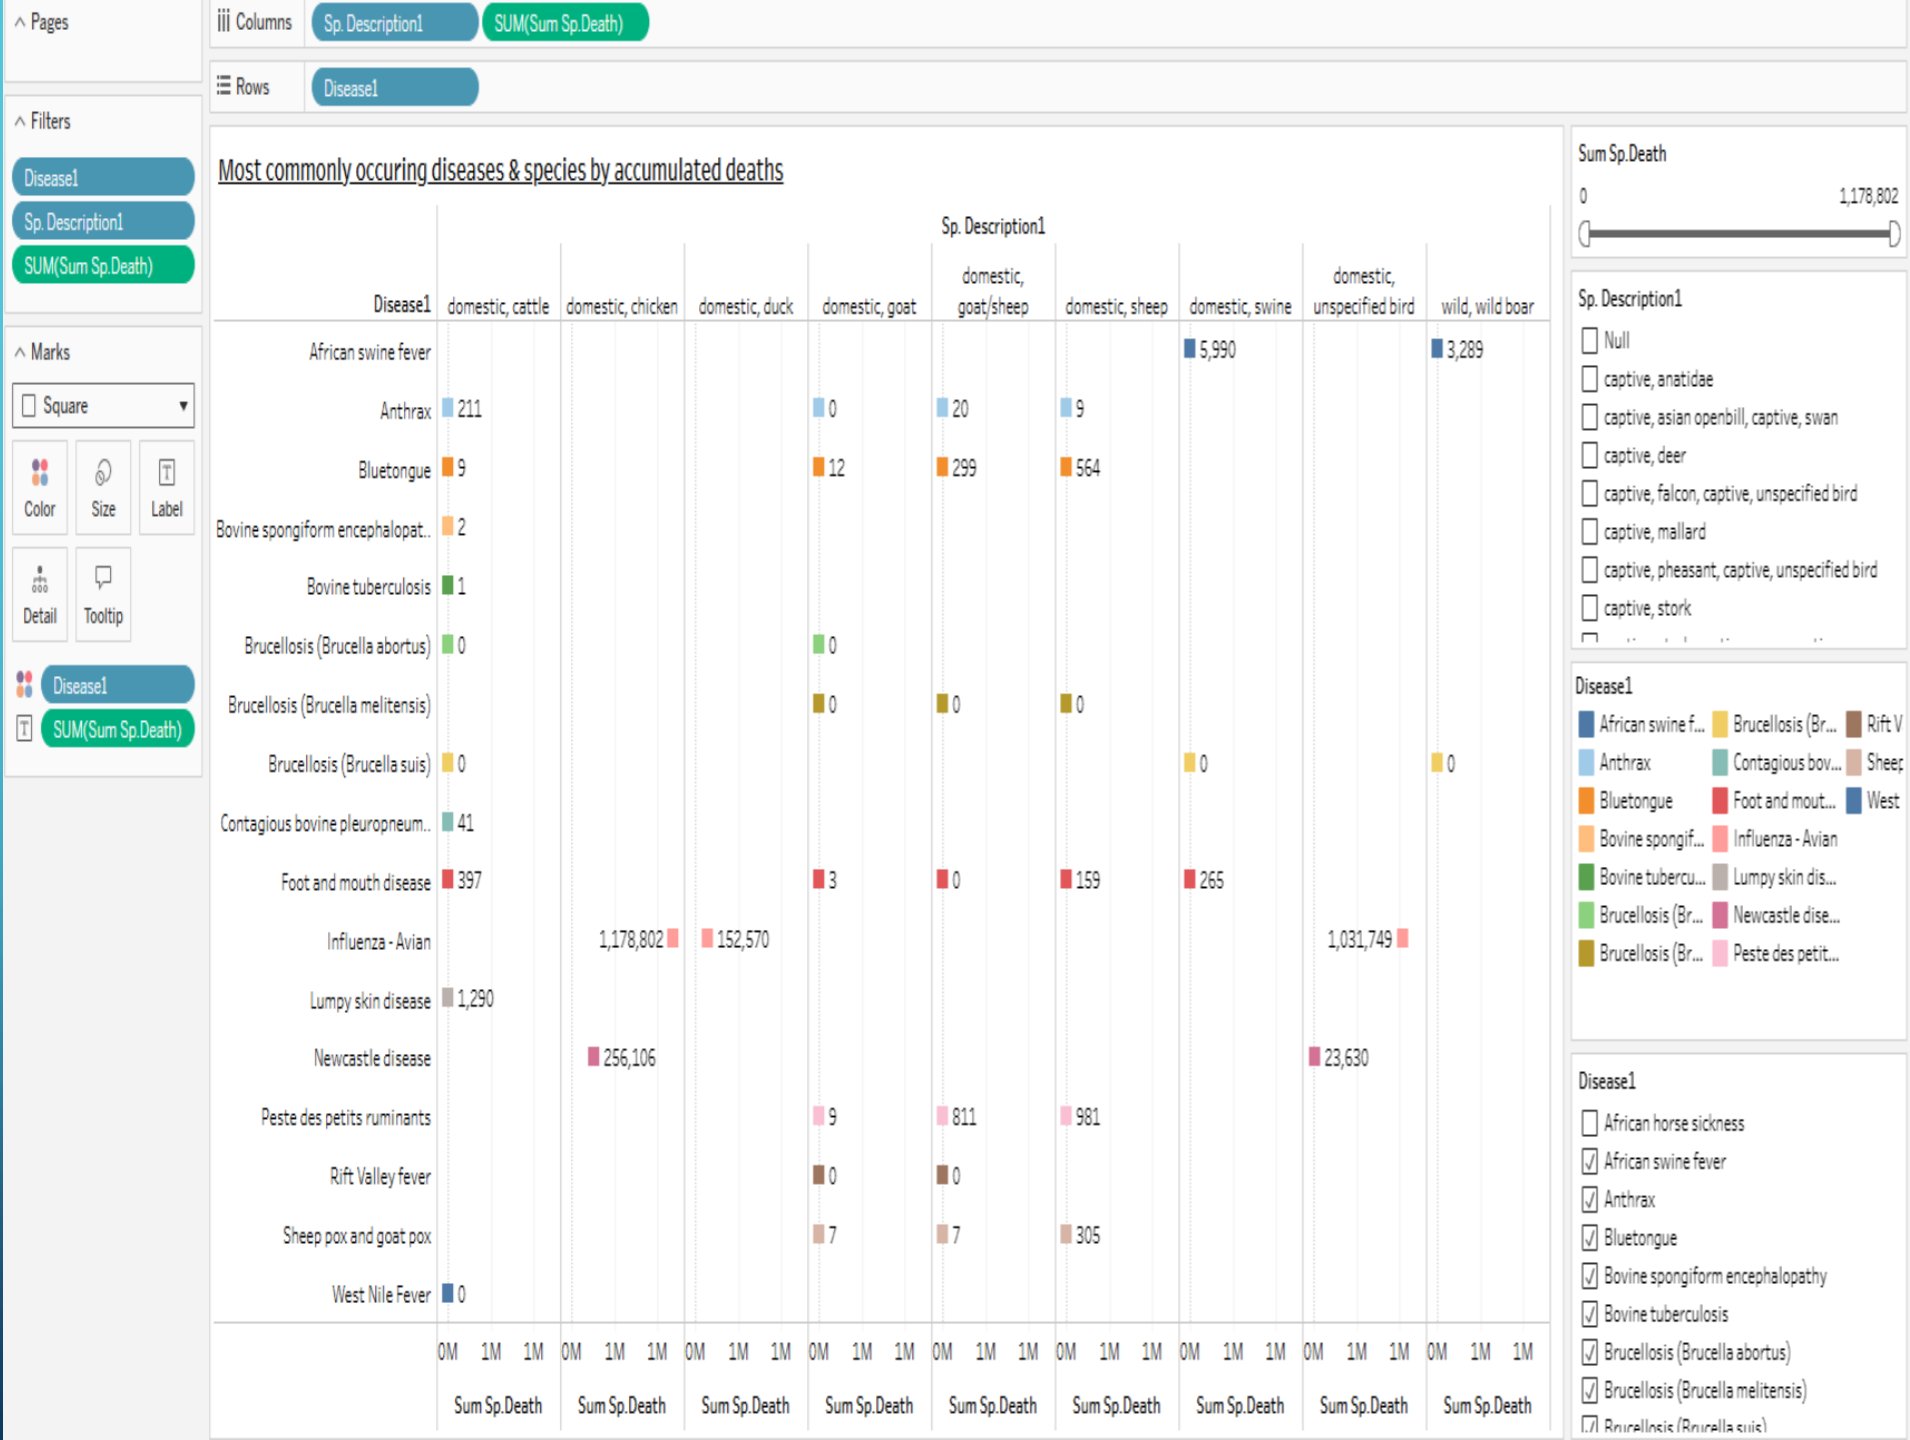 Pages
Columns Sp. Description1 SUM(Sum Sp.Death)
Rows Disease1
Filters
Disease1
Sp. Description1
SUM(Sum Sp.Death)
Marks
Square
Color Size Label
Detail Tooltip
Disease1
SUM(Sum Sp.Death)
Most commonly occuring diseases & species by accumulated deaths
Sp. Description1
Disease1 domestic, cattle domestic, chicken domestic, duck domestic, goat domestic, goat/sheep domestic, sheep domestic, swine domestic, unspecified bird wild, wild boar
African swine fever 5,990 3,289
Anthrax 211 0 20 9
Bluetongue 9 12 299 564
Bovine spongiform encephalopat.. 2
Bovine tuberculosis 1
Brucellosis (Brucella abortus) 0 0
Brucellosis (Brucella melitensis) 0 0 0
Brucellosis (Brucella suis) 0 0 0
Contagious bovine pleuropneum.. 41
Foot and mouth disease 397 3 0 159 265
Influenza - Avian 1,178,802 152,570 1,031,749
Lumpy skin disease 1,290
Newcastle disease 256,106 23,630
Peste des petits ruminants 9 811 981
Rift Valley fever 0 0
Sheep pox and goat pox 7 7 305
West Nile Fever 0
0M 1M 1M 0M 1M 1M 0M 1M 1M 0M 1M 1M 0M 1M 1M 0M 1M 1M 0M 1M 1M 0M 1M 1M 0M 1M 1M
Sum Sp.Death Sum Sp.Death Sum Sp.Death Sum Sp.Death Sum Sp.Death Sum Sp.Death Sum Sp.Death Sum Sp.Death Sum Sp.Death
Sum Sp.Death
0 1,178,802
Sp. Description1
Null
captive, anatidae
captive, asian openbill, captive, swan
captive, deer
captive, falcon, captive, unspecified bird
captive, mallard
captive, pheasant, captive, unspecified bird
captive, stork
Disease1
African swine f... Brucellosis (Br... Rift V
Anthrax Contagious bov... Sheep
Bluetongue Foot and mout... West
Bovine spongif... Influenza - Avian
Bovine tubercu... Lumpy skin dis...
Brucellosis (Br... Newcastle dise...
Brucellosis (Br... Peste des petit...
Disease1
African horse sickness
African swine fever
Anthrax
Bluetongue
Bovine spongiform encephalopathy
Bovine tuberculosis
Brucellosis (Brucella abortus)
Brucellosis (Brucella melitensis)
Brucellosis (Brucella suis)